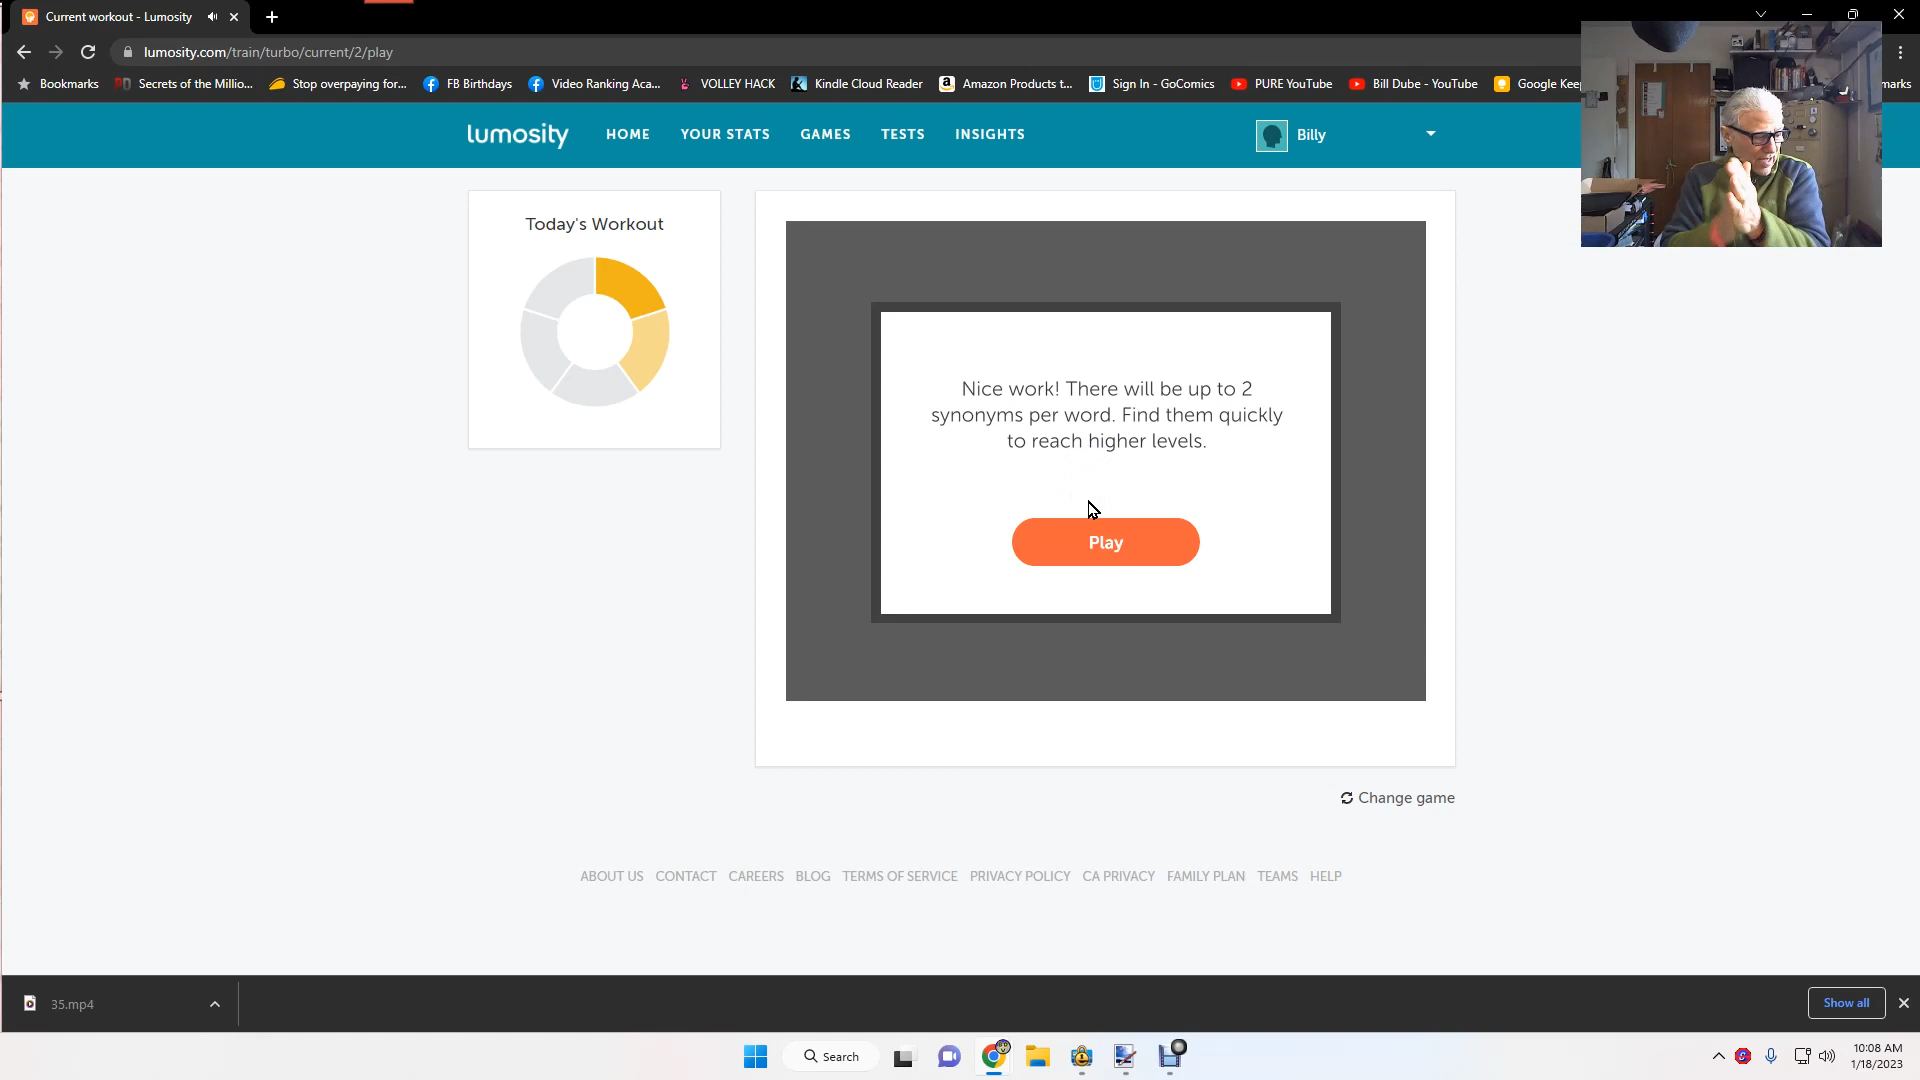 Current workout - Lumosity
lumosity.com/train/turbo/current/2/play
Bookmarks Secrets of the Millio... Stop overpaying for... FB Birthdays Video Ranking Aca... VOLLEY HACK Kindle Cloud Reader Amazon Products t... Sign In - GoComics PURE YouTube Bill Dube - YouTube Google Keep marks
lumosity HOME YOUR STATS GAMES TESTS INSIGHTS Billy
Today's Workout
Nice work! There will be up to 2
synonyms per word. Find them quickly
to reach higher levels.
Play
Change game
ABOUT US CONTACT CAREERS BLOG TERMS OF SERVICE PRIVACY POLICY CA PRIVACY FAMILY PLAN TEAMS HELP
35.mp4 Show all
Search
10:08 AM
1/18/2023